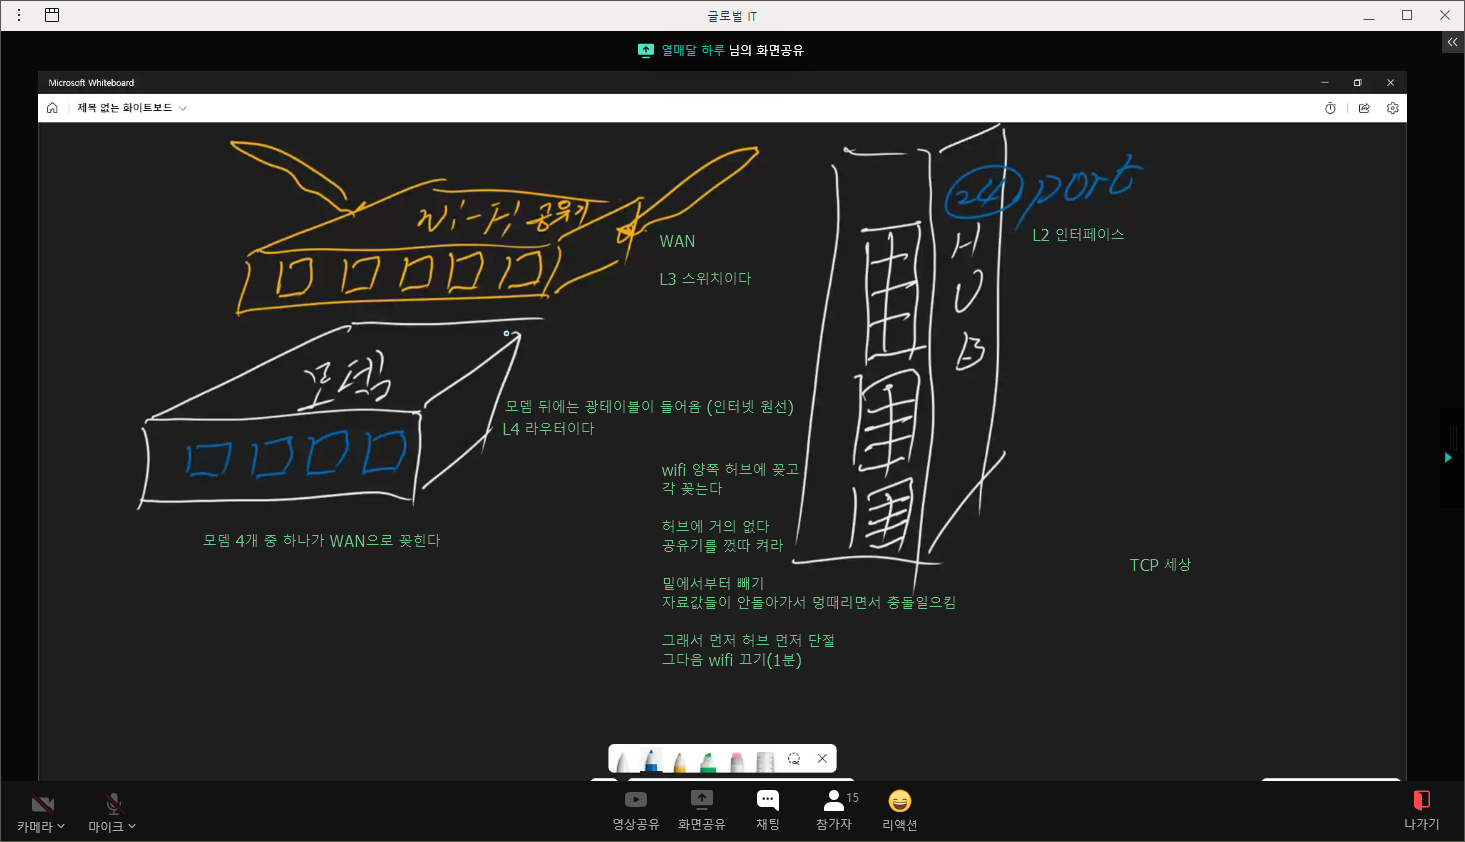 글로벌 IT
열매달 하루 님의 화면공유
Microsoft Whiteboard
제목 없는 화이트보드
Wi-Fi 공유기
WAN
L3 스위치이다
24 port
L2 인터페이스
HUB
모뎀
모뎀 뒤에는 광테이블이 들어옴 (인터넷 원선)
L4 라우터이다
wifi 양쪽 허브에 꽂고
각 꽂는다
허브에 거의 없다
공유기를 껐따 켜라
모뎀 4개 중 하나가 WAN으로 꽂힌다
TCP 세상
밑에서부터 빼기
자료값들이 안돌아가서 멍때리면서 충돌일으킴
그래서 먼저 허브 먼저 단절
그다음 wifi 끄기(1분)
카메라
마이크
영상공유
화면공유
채팅
참가자
15
리액션
나가기